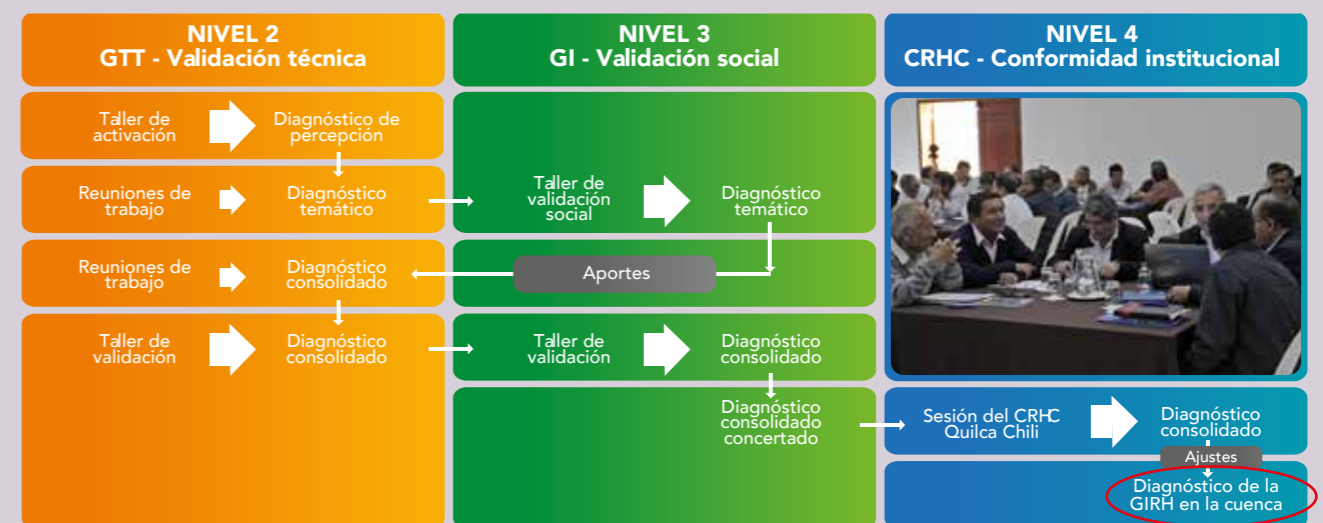 NIVEL 2
GTT - Validación técnica
Taller de
activación
Diagnóstico de
percepción
Reuniones de
trabajo
Diagnóstico
temático
Reuniones de
trabajo
Diagnóstico
consolidado
Taller de
validación
Diagnóstico
consolidado
NIVEL 3
GI - Validación social
Taller de
validación
social
Diagnóstico
temático
Aportes
Taller de
validación
Diagnóstico
consolidado
Diagnóstico
consolidado
concertado
NIVEL 4
CRHC - Conformidad institucional
Sesión del CRHC
Quilca Chili
Diagnóstico
consolidado
Ajustes
Diagnóstico de la
GIRH en la cuenca